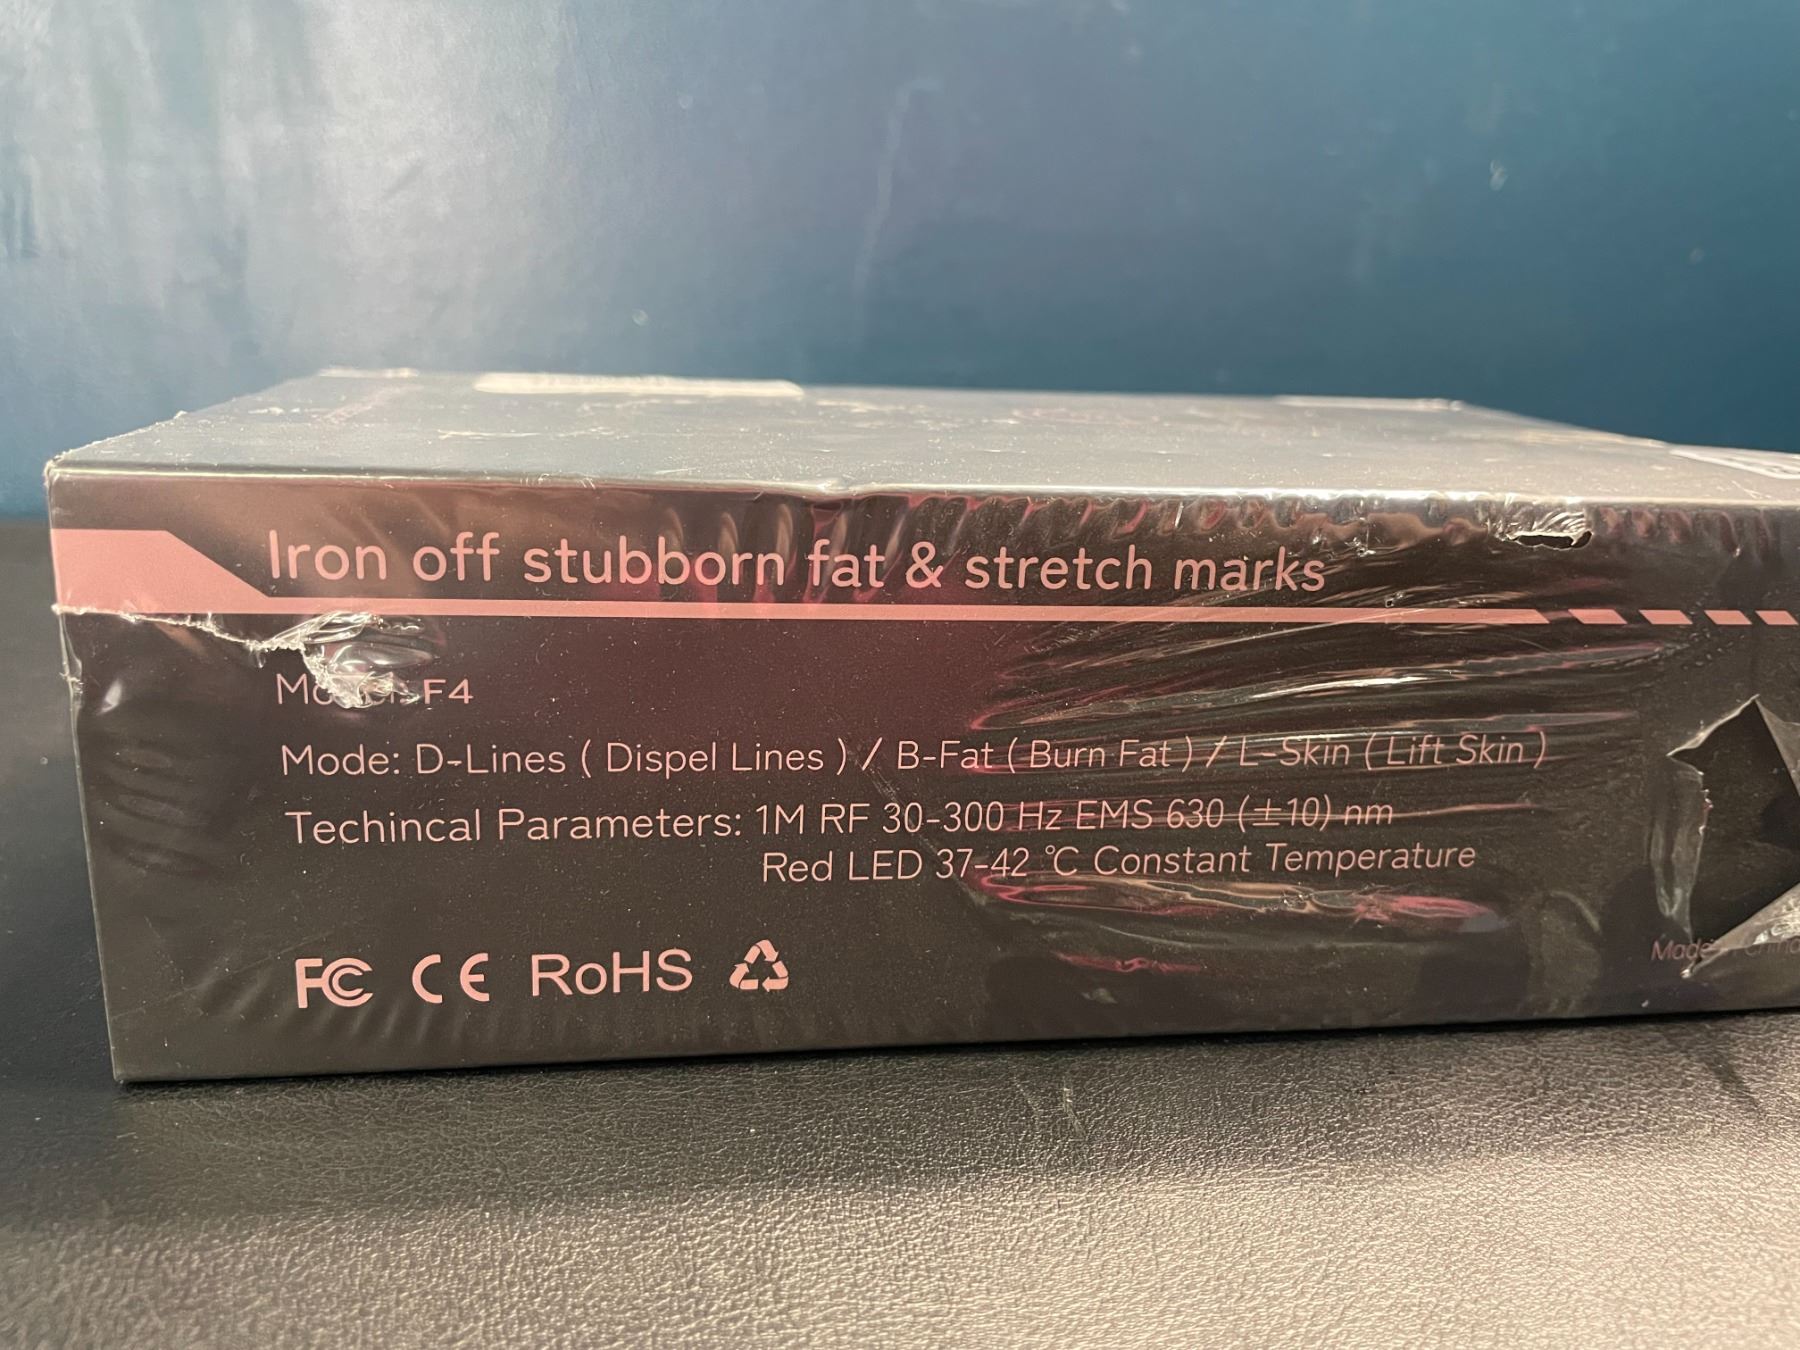 Iron off stubborn fat & stretch marks
F4
Mode: D-Lines ( Dispel Lines ) / B-Fat ( Burn Fat ) / L-Skin ( Lift Skin )
Techincal Parameters: 1M RF 30-300 Hz EMS 630 (±10) nm
Red LED 37-42 °C Constant Temperature
FC CE RoHS
Made